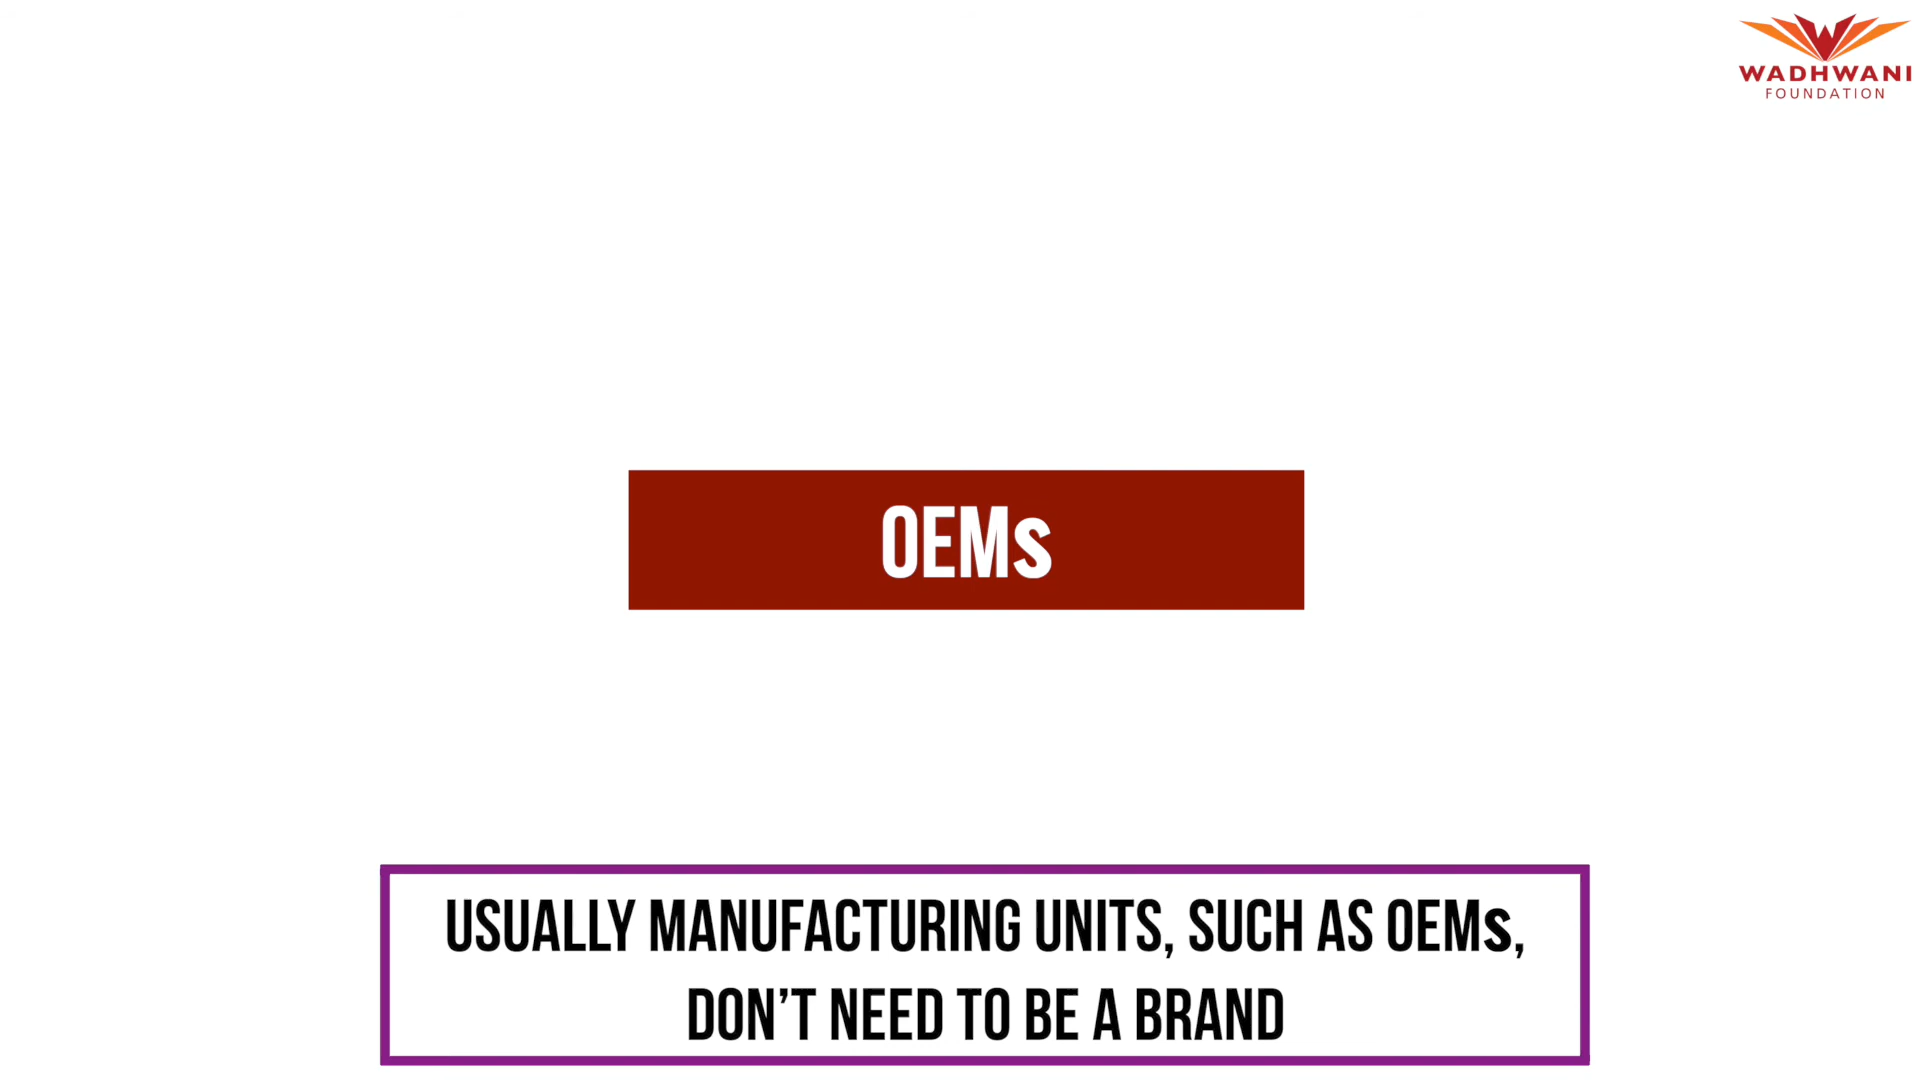 WADHWANI
FOUNDATION
OEMs
USUALLY MANUFACTURING UNITS, SUCH AS OEMs,
DON'T NEED TO BE A BRAND